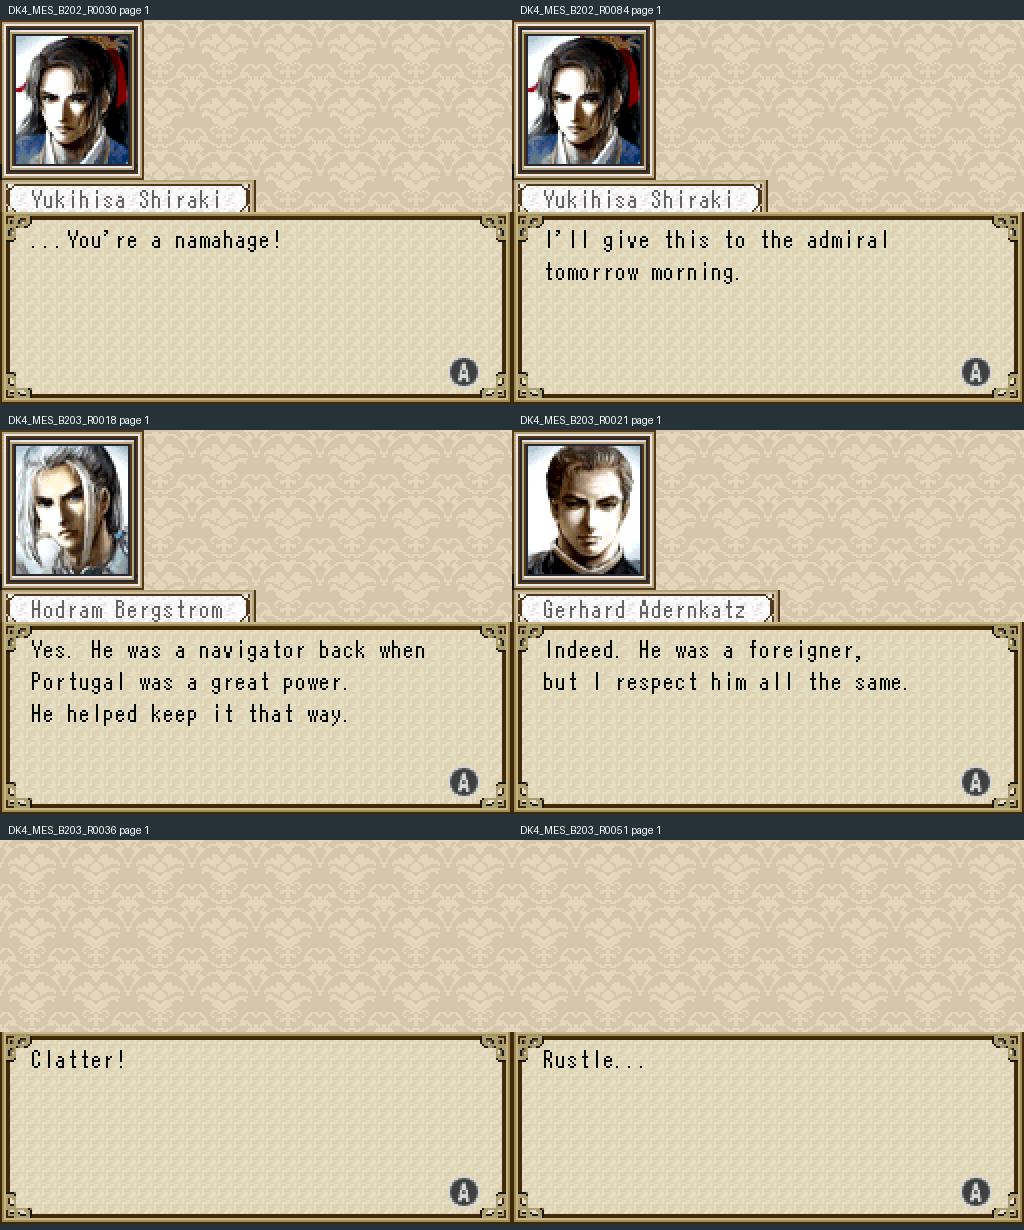 DK4_MES_B202_R0030 page 1
Yukihisa Shiraki
...You're a namahage!
A
DK4_MES_B202_R0084 page 1
Yukihisa Shiraki
I'll give this to the admiral
tomorrow morning.
A
DK4_MES_B203_R0018 page 1
Hodram Bergstrom
Yes. He was a navigator back when
Portugal was a great power.
He helped keep it that way.
A
DK4_MES_B203_R0021 page 1
Gerhard Adernkatz
Indeed. He was a foreigner,
but I respect him all the same.
A
DK4_MES_B203_R0036 page 1
Clatter!
A
DK4_MES_B203_R0051 page 1
Rustle...
A